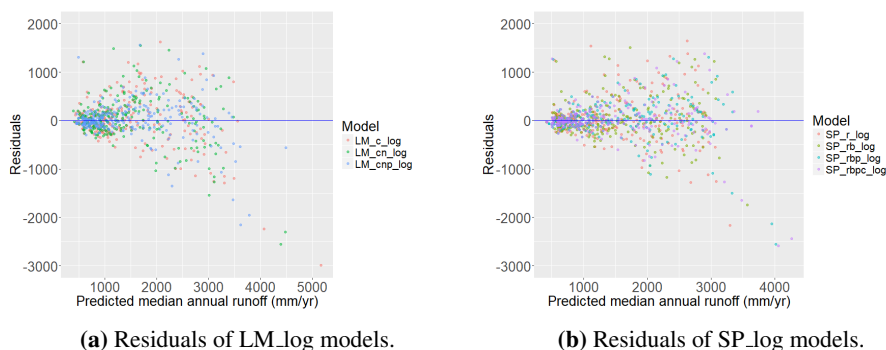 2000
1000
0
-1000
-2000
-3000
Residuals
1000 2000 3000 4000 5000
Predicted median annual runoff (mm/yr)
Model
LM_c_log
LM_cn_log
LM_cnp_log
(a) Residuals of LM_log models.
2000
1000
0
-1000
-2000
-3000
Residuals
1000 2000 3000 4000
Predicted median annual runoff (mm/yr)
Model
SP_r_log
SP_rb_log
SP_rbp_log
SP_rbpc_log
(b) Residuals of SP_log models.